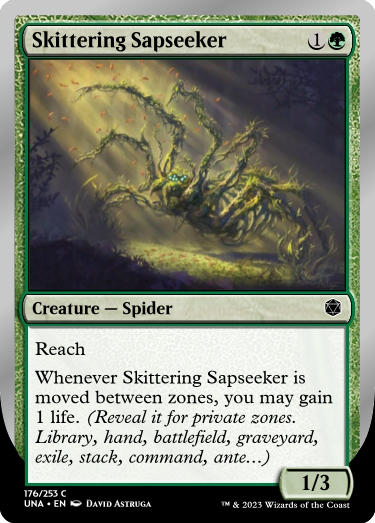 Skittering Sapseeker 1
Creature — Spider
Reach
Whenever Skittering Sapseeker is
moved between zones, you may gain
1 life. (Reveal it for private zones.
Library, hand, battlefield, graveyard,
exile, stack, command, ante…)
1/3
176/253 C
UNA • EN DAVID ASTRUGA
™ & 2023 Wizards of the Coast